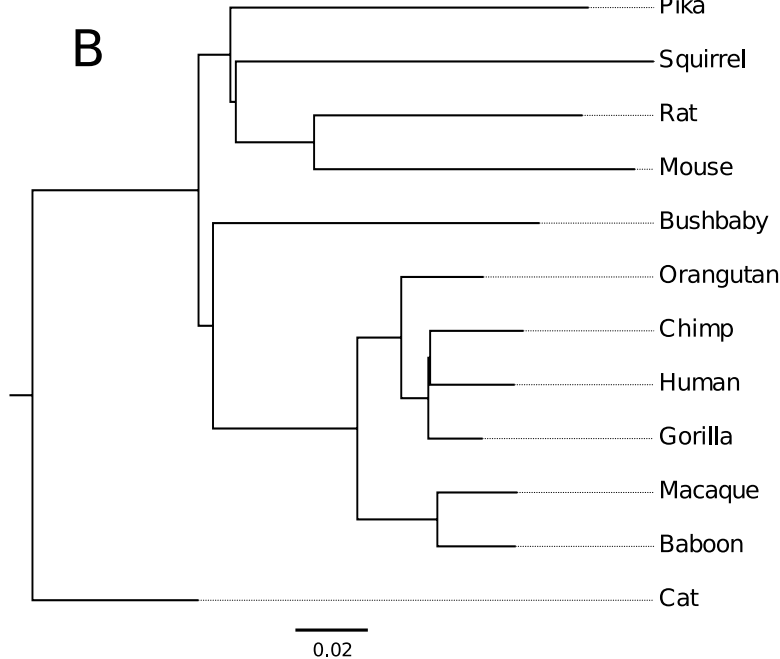 Pika
B
Squirrel
Rat
Mouse
Bushbaby
Orangutan
Chimp
Human
Gorilla
Macaque
Baboon
Cat
0.02